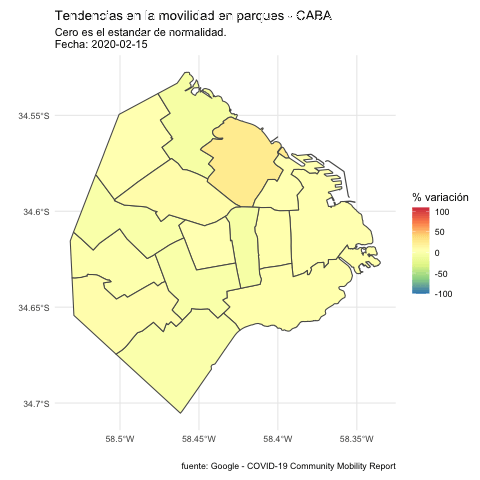 Tendencias en la movilidad en parques - CABA
Cero es el estandar de normalidad.
Fecha: 2020-02-15
34.55°S
34.6°S
34.65°S
34.7°S
58.5°W
58.45°W
58.4°W
58.35°W
% variación
100
50
0
-50
-100
fuente: Google - COVID-19 Community Mobility Report